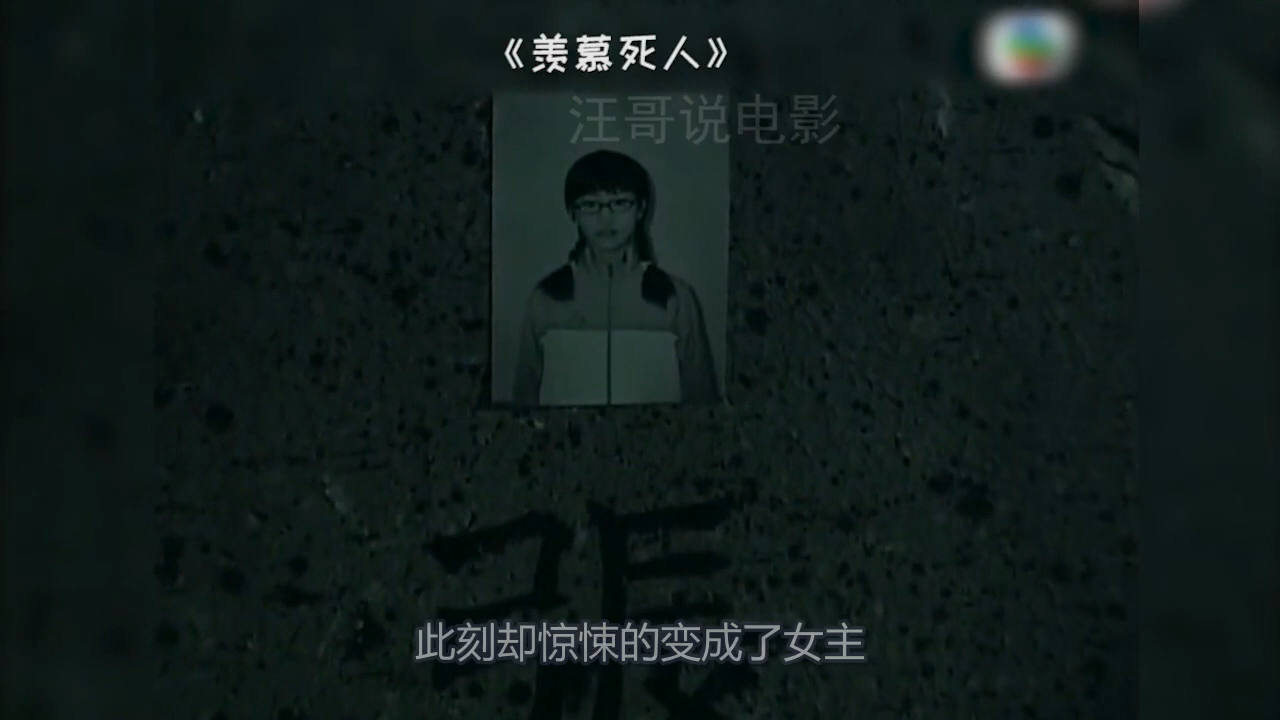 《羡慕死人》
汪哥说电影
张
此刻却惊悚的变成了女主